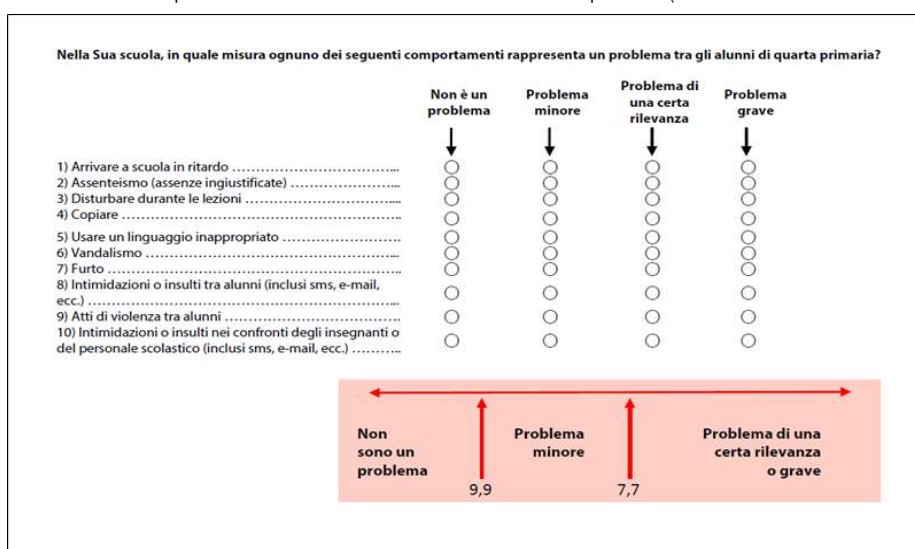 Nella Sua scuola, in quale misura ognuno dei seguenti comportamenti rappresenta un problema tra gli alunni di quarta primaria?
Non è un problema
Problema minore
Problema di una certa rilevanza
Problema grave
1) Arrivare a scuola in ritardo ……………………………...
2) Assenteismo (assenze ingiustificate) …………………...
3) Disturbare durante le lezioni …………………………....
4) Copiare ……………………………………………………..
5) Usare un linguaggio inappropriato …………………….
6) Vandalismo ………………………………………………...
7) Furto ………………………………………………………..
8) Intimidazioni o insulti tra alunni (inclusi sms, e-mail,
ecc.) …………………………………………………………...
9) Atti di violenza tra alunni ……………………………….
10) Intimidazioni o insulti nei confronti degli insegnanti o
del personale scolastico (inclusi sms, e-mail, ecc.) ………..
Non
sono un
problema
Problema
minore
Problema di una
certa rilevanza
o grave
9,9
7,7